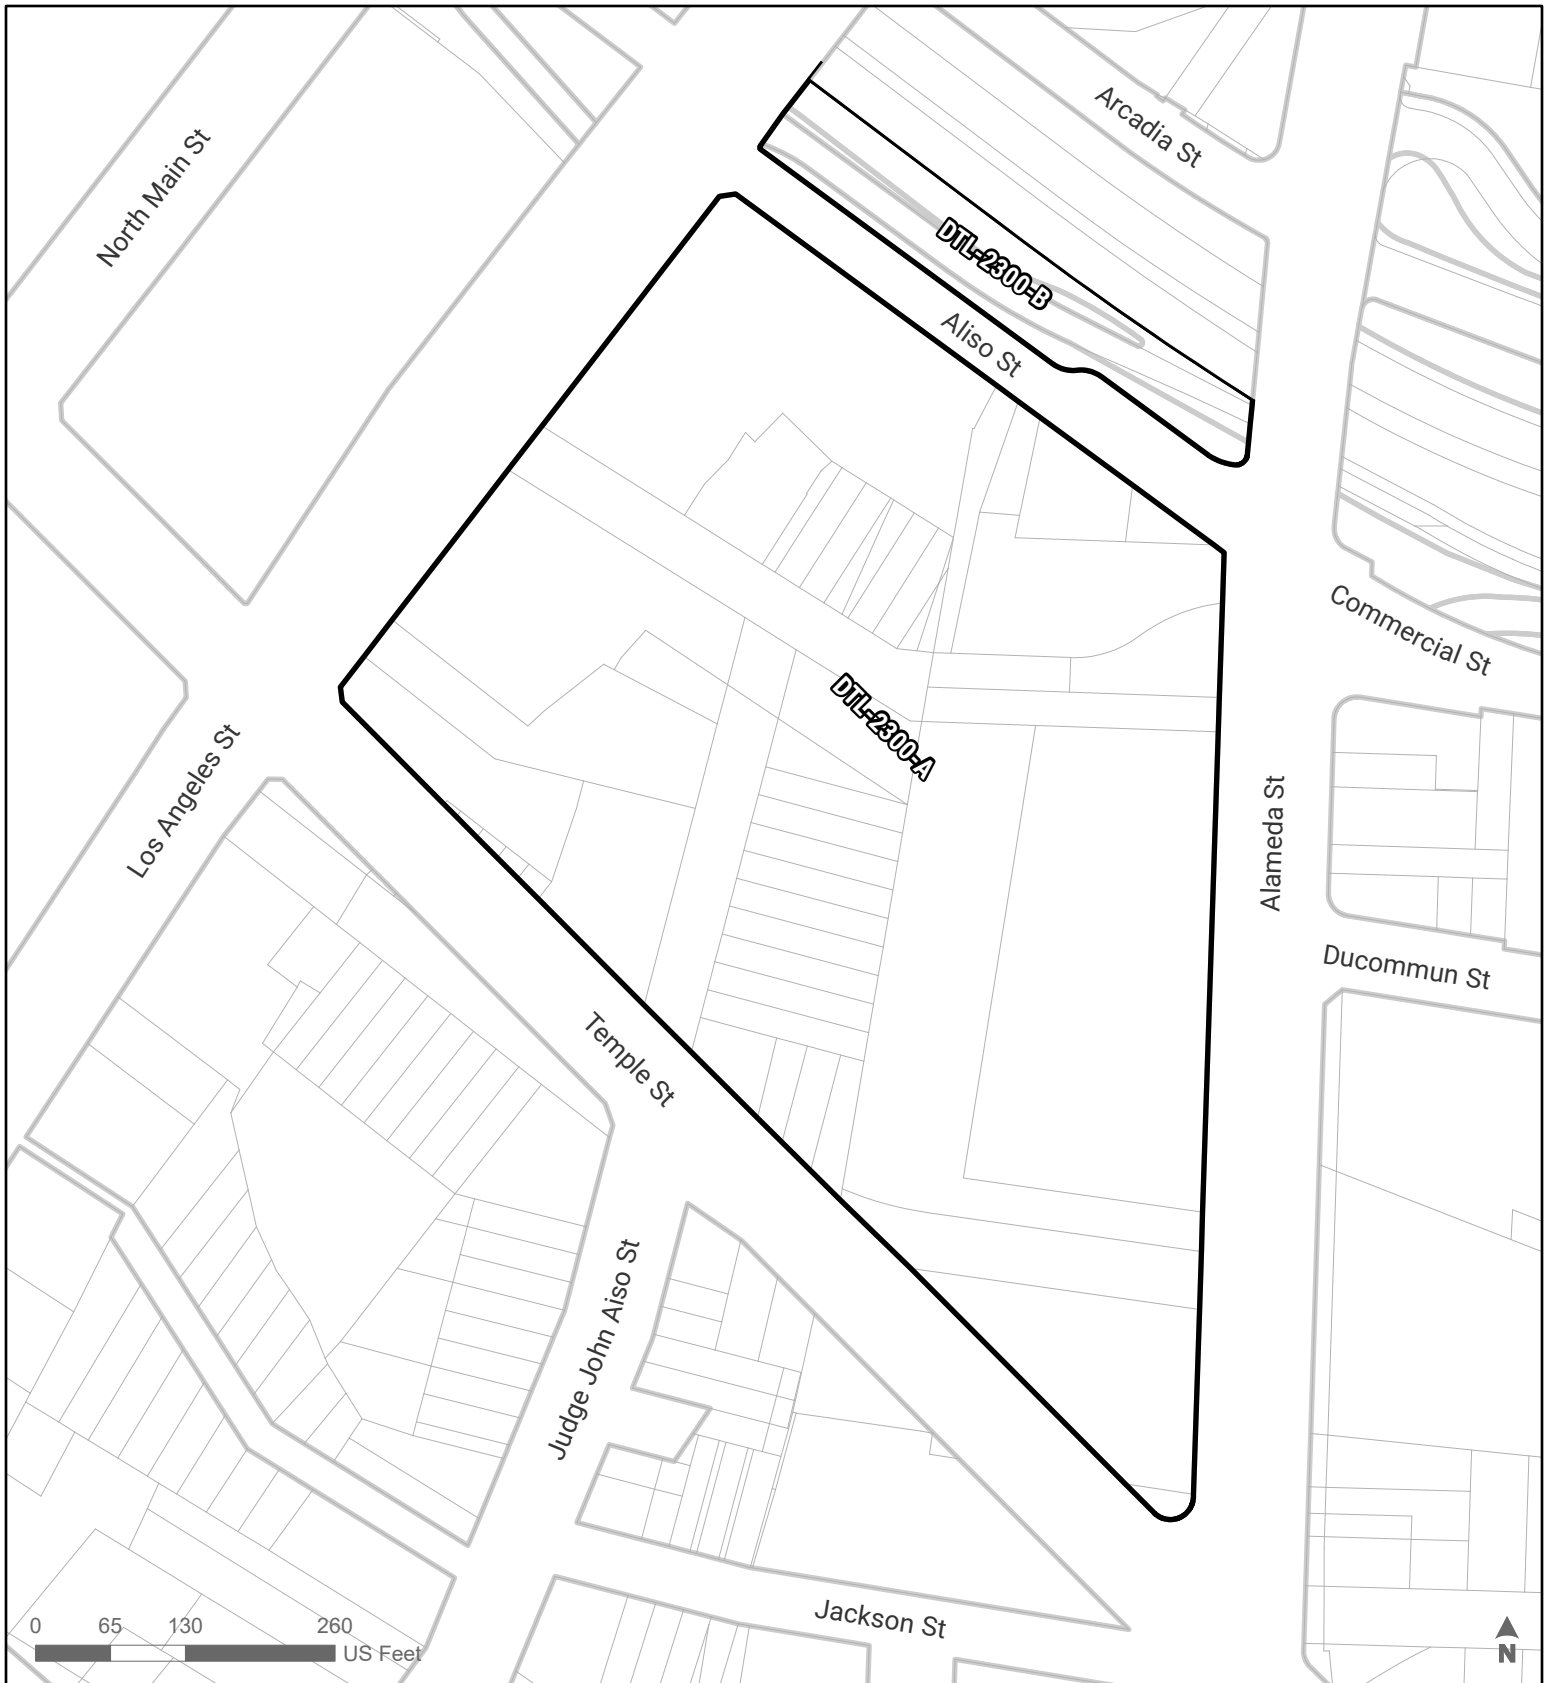 Arcadia St
North Main St
DTL-2300-B
Aliso St
Commercial St
DTL-2300-A
Los Angeles St
Alameda St
Ducommun St
Temple St
Judge John Aiso St
Jackson St
0 65 130 260
US Feet
N